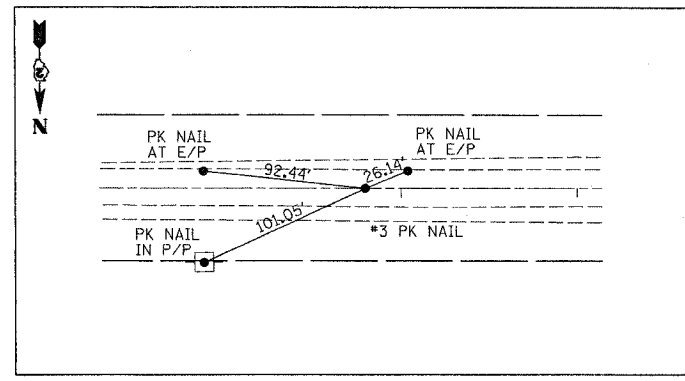 N
PK NAIL
AT E/P
PK NAIL
AT E/P
92.44'
26.14'
101.05'
PK NAIL
IN P/P
#3 PK NAIL